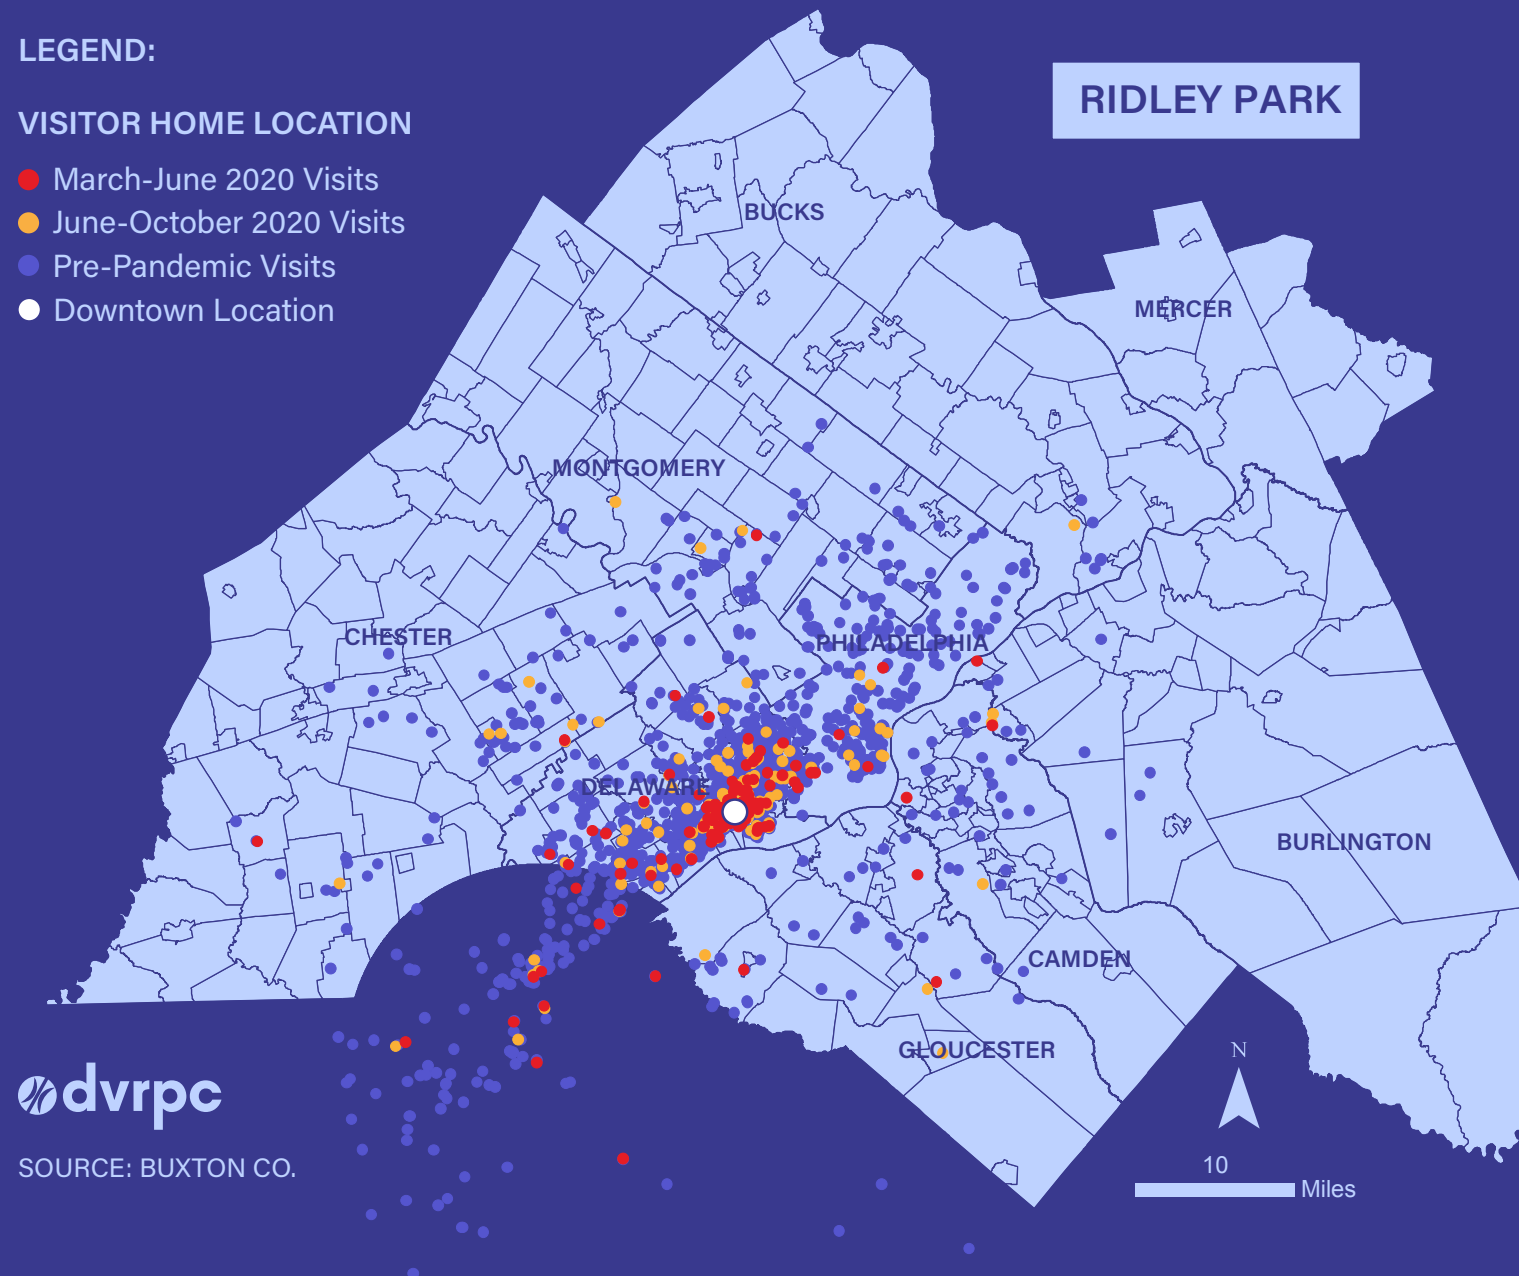 LEGEND:
VISITOR HOME LOCATION
March-June 2020 Visits
June-October 2020 Visits
Pre-Pandemic Visits
Downtown Location
RIDLEY PARK
BUCKS
MERCER
MONTGOMERY
CHESTER
PHILADELPHIA
DELAWARE
BURLINGTON
CAMDEN
GLOUCESTER
dvrpc
SOURCE: BUXTON CO.
N
10
Miles